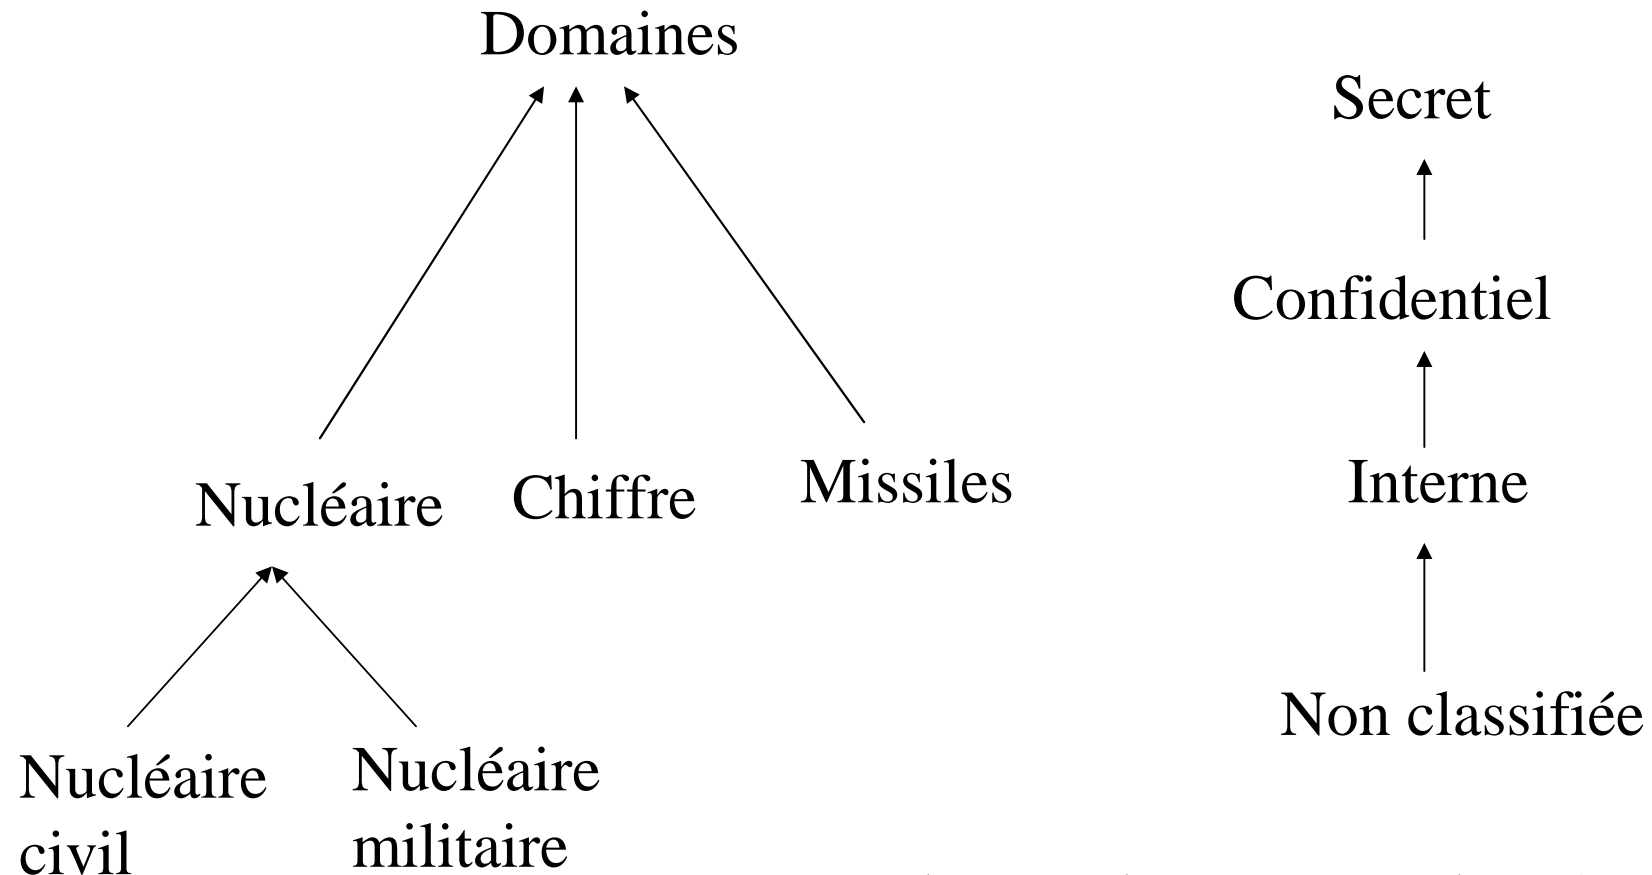 Domaines
Secret
Confidentiel
Nucléaire
Chiffre
Missiles
Interne
Nucléaire
civil
Nucléaire
militaire
Non classifiée